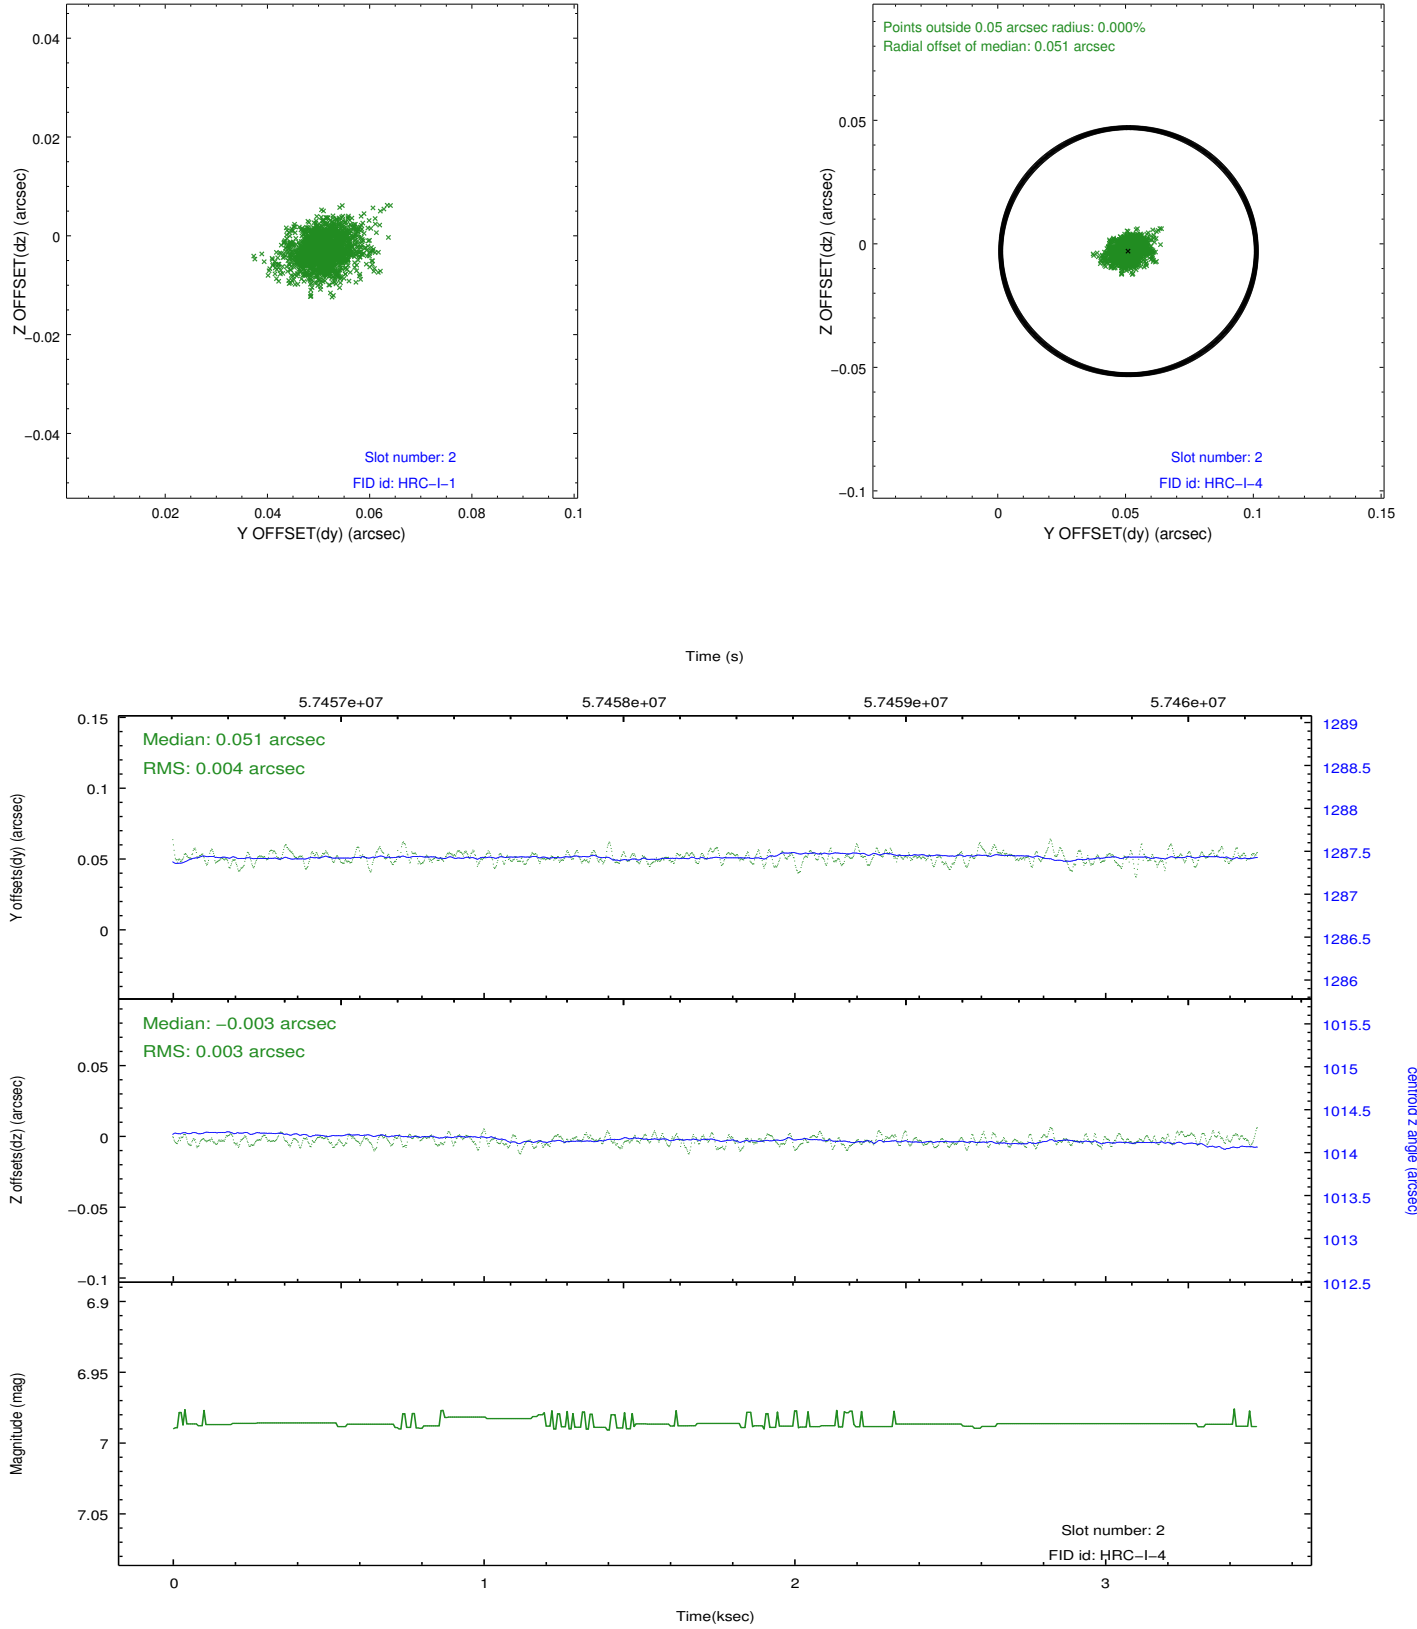 0.04
0.02
0
−0.02
−0.04
Z OFFSET(dz) (arcsec)
Slot number: 2
FID id: HRC−I−1
0.02 0.04 0.06 0.08 0.1
Y OFFSET(dy) (arcsec)
Points outside 0.05 arcsec radius: 0.000%
Radial offset of median: 0.051 arcsec
0.05
0
−0.05
−0.1
Z OFFSET(dz) (arcsec)
Slot number: 2
FID id: HRC−I−4
0 0.05 0.1 0.15
Y OFFSET(dy) (arcsec)
Time (s)
5.7457e+07 5.7458e+07 5.7459e+07 5.746e+07
Median: 0.051 arcsec
RMS: 0.004 arcsec
0.15
0.1
0.05
0
Y offsets(dy) (arcsec)
1289
1288.5
1288
1287.5
1287
1286.5
1286
Median: −0.003 arcsec
RMS: 0.003 arcsec
0.05
0
−0.05
−0.1
Z offsets(dz) (arcsec)
1015.5
1015
1014.5
1014
1013.5
1013
1012.5
centroid z angle (arcsec)
6.9
6.95
7
7.05
Magnitude (mag)
Slot number: 2
FID id: HRC−I−4
0 1 2 3
Time(ksec)